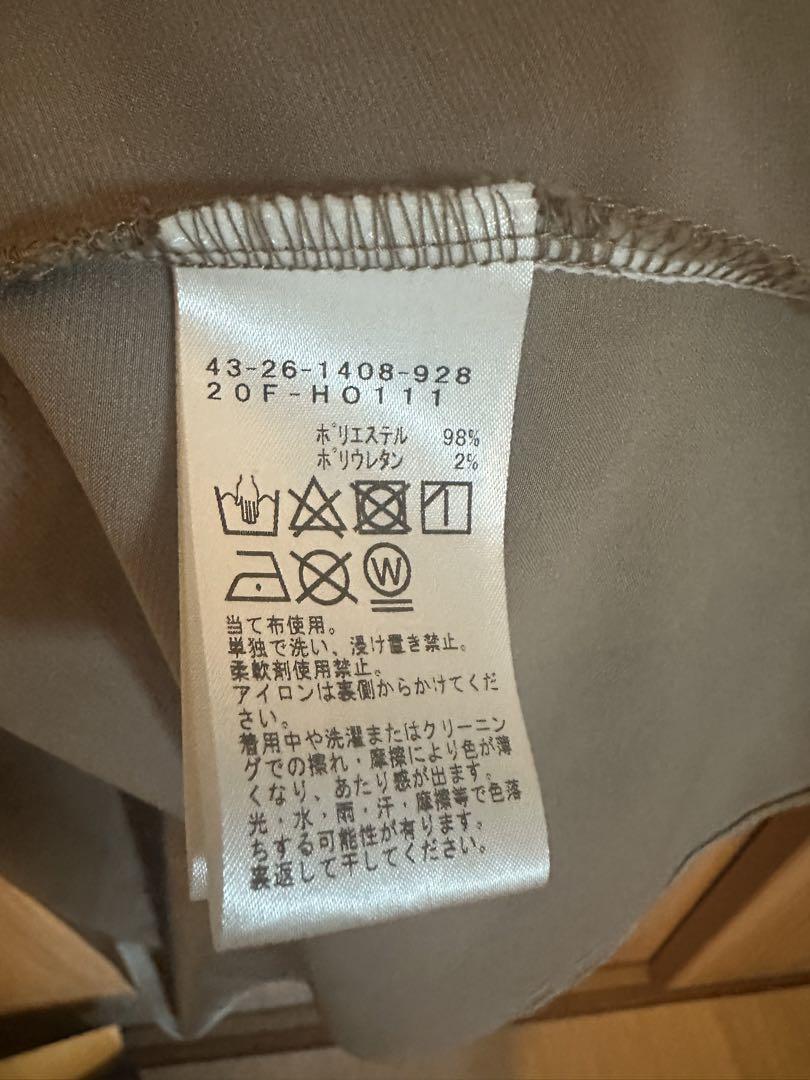 43-26-1408-928
20F-HO111
ポリエステル 98%
ポリウレタン 2%
W
当て布使用。
単独で洗い、浸け置き禁止。
柔軟剤使用禁止。
アイロンは裏側からかけてくだ
さい。
着用中や洗濯またはクリーニン
グでの擦れ・摩擦により色が薄
くなり、あたり感が出ます。
光・水・雨・汗・摩擦等で色落
ちする可能性が有ります。
裏返して干してください。